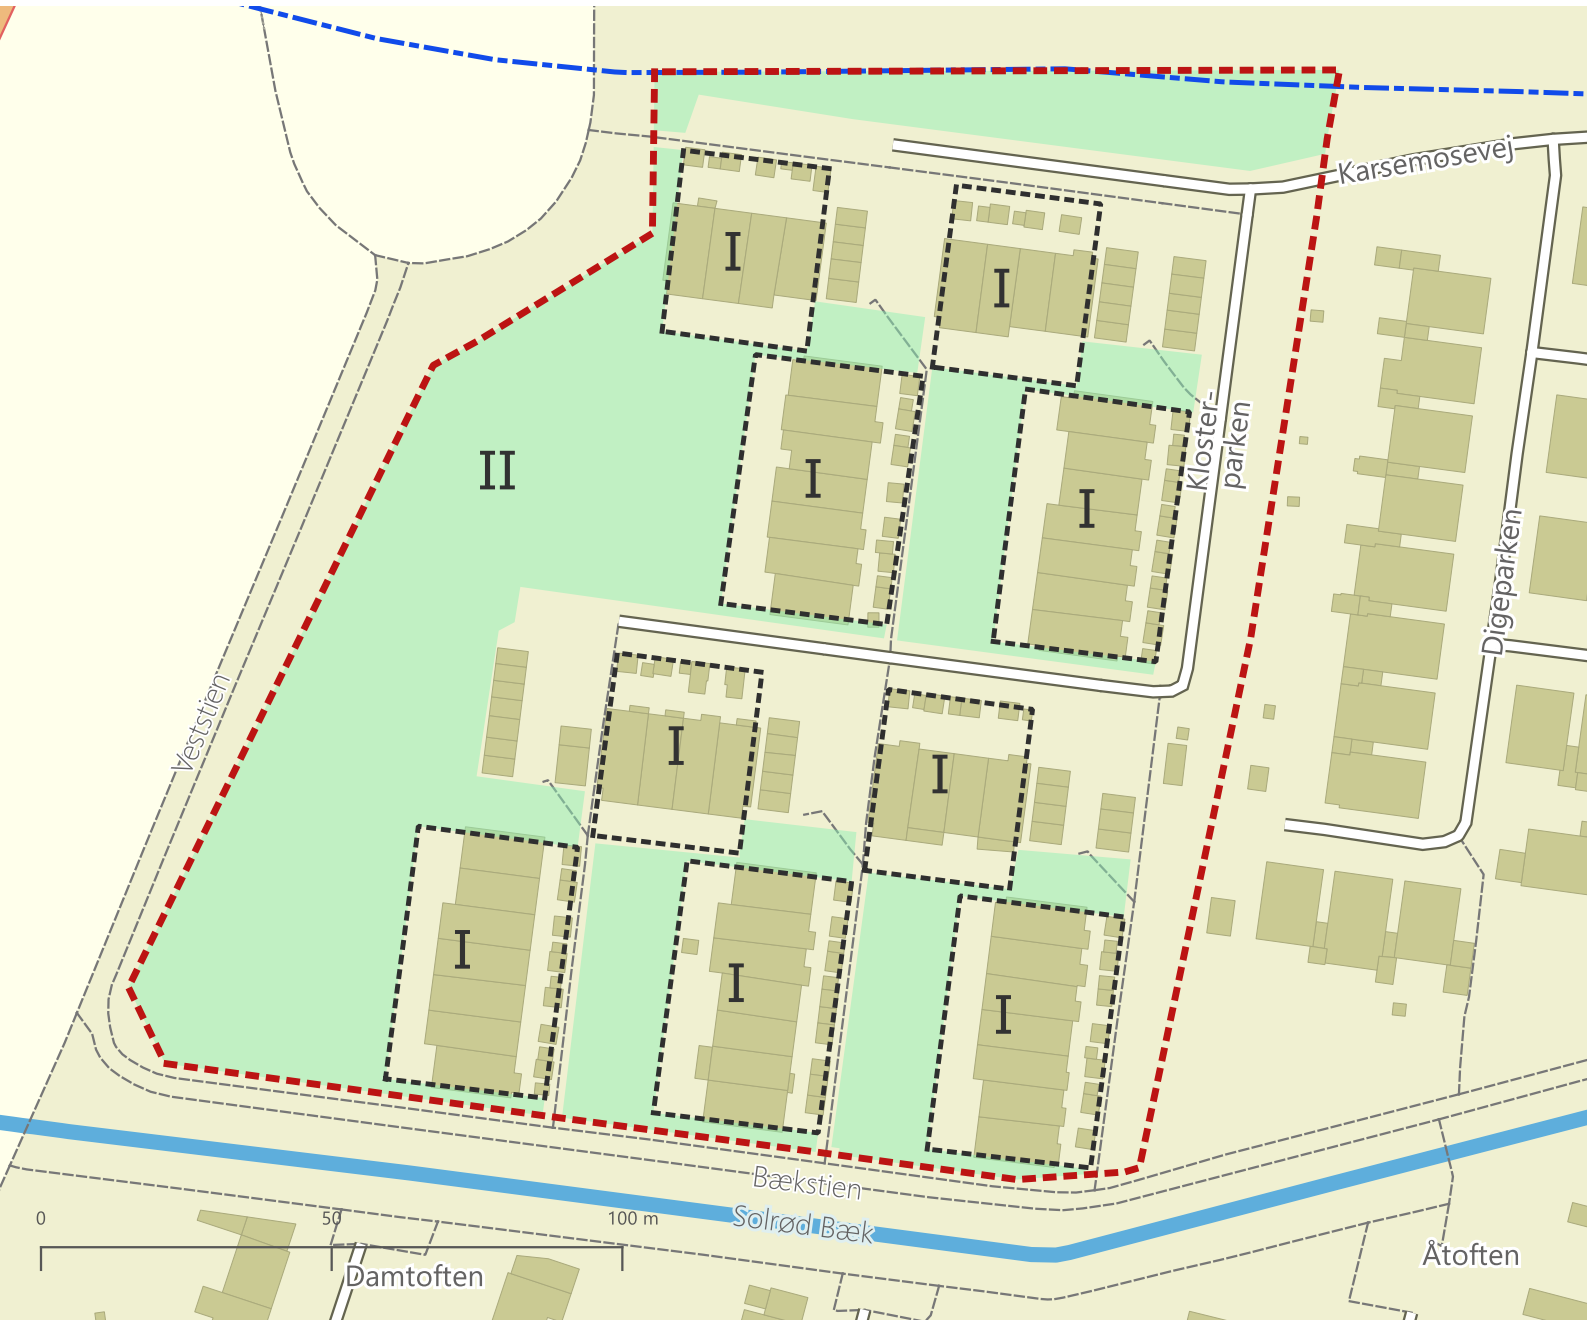 Karsemosevej
I
I
Kloster-
parken
II
I
I
Digeparken
Veststien
I
I
I
I
I
Bækstien
Solrød Bæk
0
50
100 m
Damtoften
Åtoften